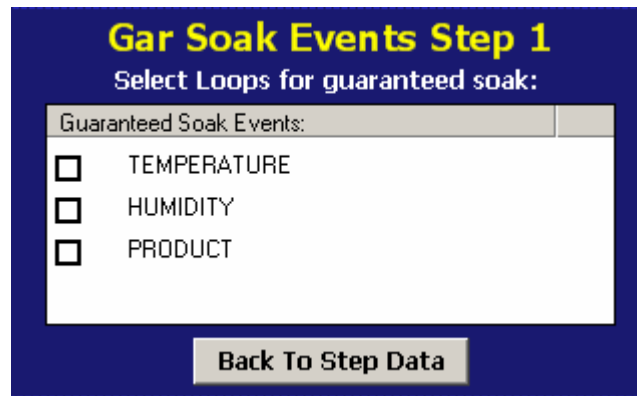 Gar Soak Events Step 1
Select Loops for guaranteed soak:
Guaranteed Soak Events:
TEMPERATURE
HUMIDITY
PRODUCT
Back To Step Data